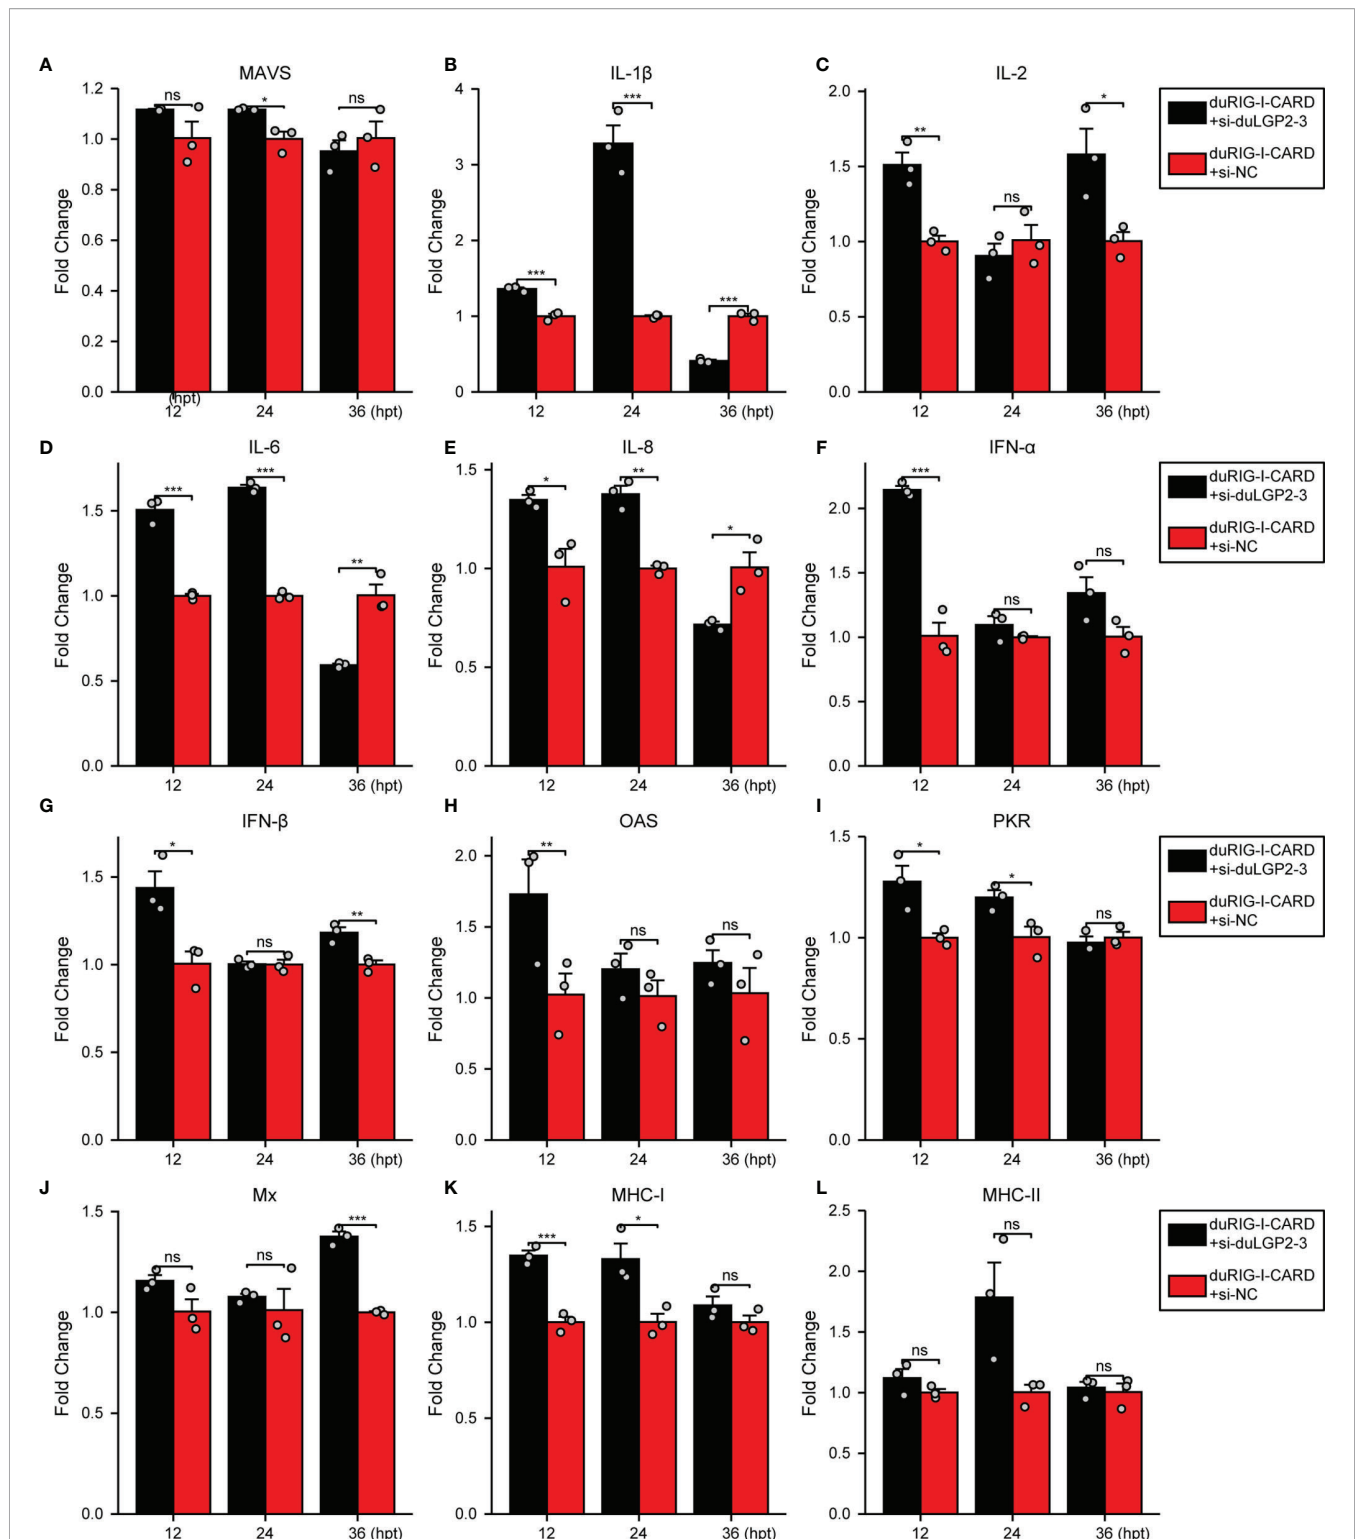 A
MAVS
Fold Change
1.2
1.0
0.8
1.0
0.6
0.4
0.2
0.0
ns
*
ns
(hpt)
12
24
36 (hpt)
B
IL-1β
Fold Change
4
3
2
1
0
***
***
***
12
24
36 (hpt)
C
IL-2
Fold Change
2.0
1.5
1.0
0.5
0.0
**
ns
*
12
24
36 (hpt)
duRIG-I-CARD
+si-duLGP2-3
duRIG-I-CARD
+si-NC
D
IL-6
Fold Change
1.5
1.0
0.5
0.0
***
***
**
12
24
36 (hpt)
E
IL-8
Fold Change
1.5
1.0
0.5
0.0
*
**
*
12
24
36 (hpt)
F
IFN-α
Fold Change
2.0
1.5
1.0
0.5
0.0
***
ns
ns
12
24
36 (hpt)
duRIG-I-CARD
+si-duLGP2-3
duRIG-I-CARD
+si-NC
G
IFN-β
Fold Change
1.5
1.0
0.5
0.0
*
ns
**
12
24
36 (hpt)
H
OAS
Fold Change
2.0
1.5
1.0
0.5
0.0
**
ns
ns
12
24
36 (hpt)
I
PKR
Fold Change
1.5
1.0
0.5
0.0
*
*
ns
12
24
36 (hpt)
duRIG-I-CARD
+si-duLGP2-3
duRIG-I-CARD
+si-NC
J
Mx
Fold Change
1.5
1.0
0.5
0.0
ns
ns
***
12
24
36 (hpt)
K
MHC-I
Fold Change
1.5
1.0
0.5
0.0
***
*
ns
12
24
36 (hpt)
L
MHC-II
Fold Change
2.5
2.0
1.5
1.0
0.5
0.0
ns
ns
ns
12
24
36 (hpt)
duRIG-I-CARD
+si-duLGP2-3
duRIG-I-CARD
+si-NC